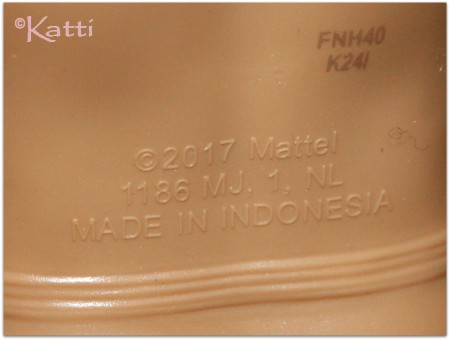 ©Katti
FNH40
K24I
©2017 Mattel
1186 MJ. 1, NL
MADE IN INDONESIA